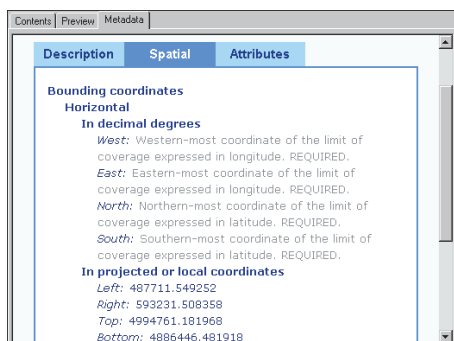 Contents Preview Metadata
Description Spatial Attributes
Bounding coordinates
Horizontal
In decimal degrees
West: Western-most coordinate of the limit of
coverage expressed in longitude. REQUIRED.
East: Eastern-most coordinate of the limit of
coverage expressed in longitude. REQUIRED.
North: Northern-most coordinate of the limit of
coverage expressed in latitude. REQUIRED.
South: Southern-most coordinate of the limit of
coverage expressed in latitude. REQUIRED.
In projected or local coordinates
Left: 487711.549252
Right: 593231.508358
Top: 4994761.181968
Bottom: 4886446.481918